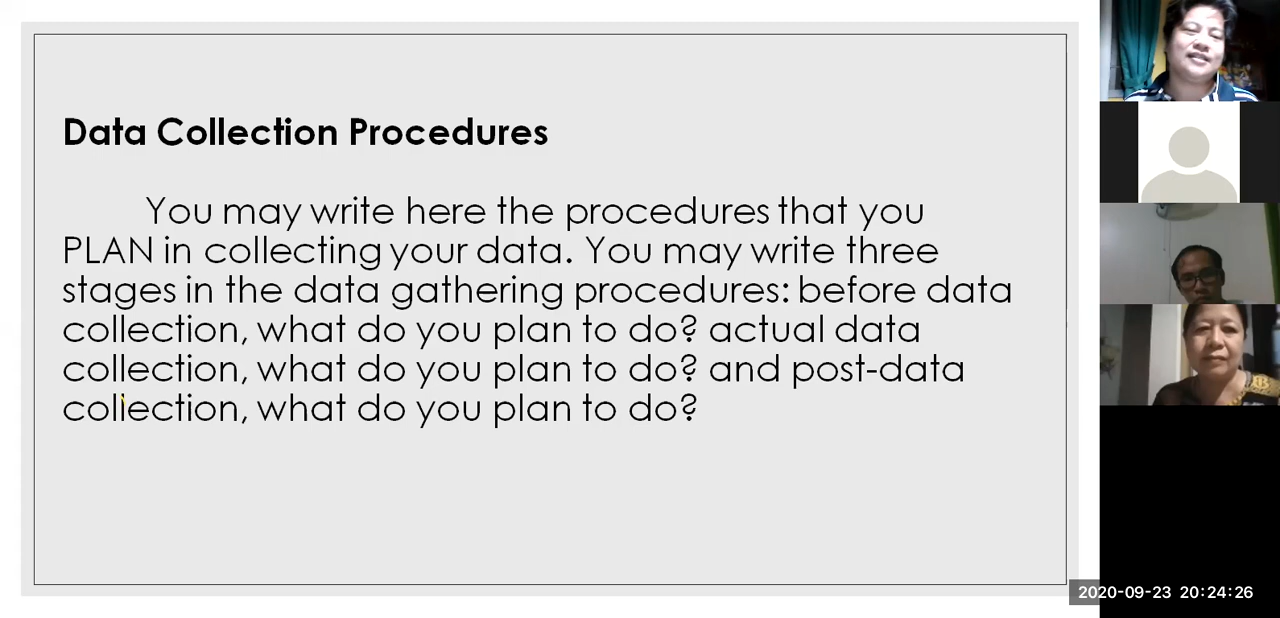 Data Collection Procedures
You may write here the procedures that you
PLAN in collecting your data. You may write three
stages in the data gathering procedures: before data
collection, what do you plan to do? actual data
collection, what do you plan to do? and post-data
collection, what do you plan to do?
2020-09-23 20:24:26